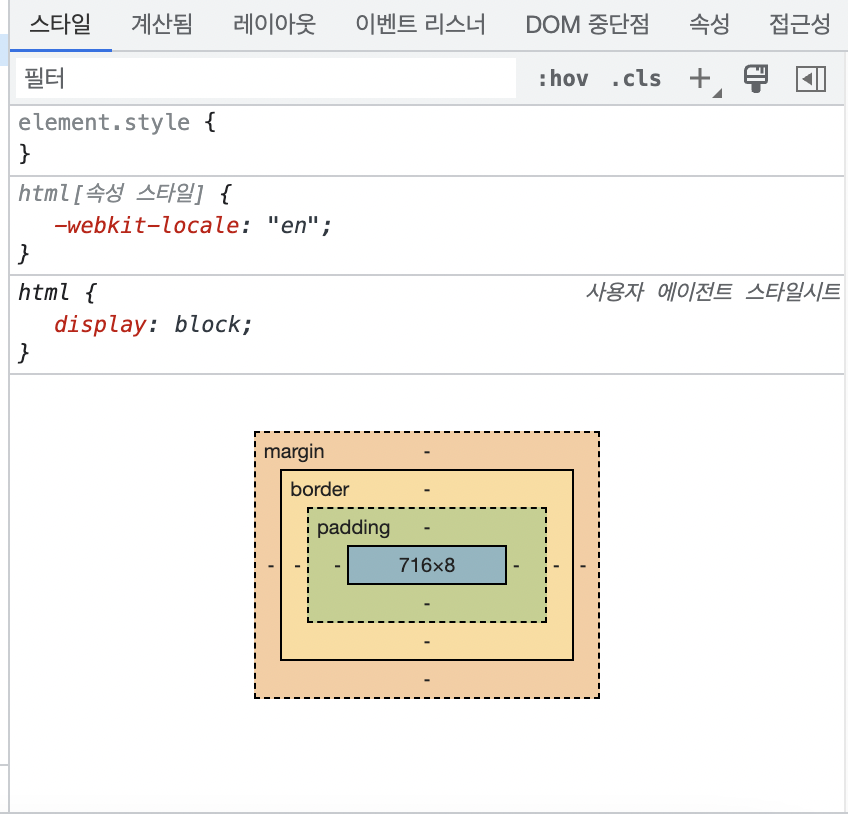 스타일 계산됨 레이아웃 이벤트 리스너 DOM 중단점 속성 접근성
필터 :hov .cls
element.style {
}
html[속성 스타일] {
-webkit-locale: "en";
}
html { 사용자 에이전트 스타일시트
display: block;
}
margin -
border -
padding -
- - - 716×8 - - -
-
-
-